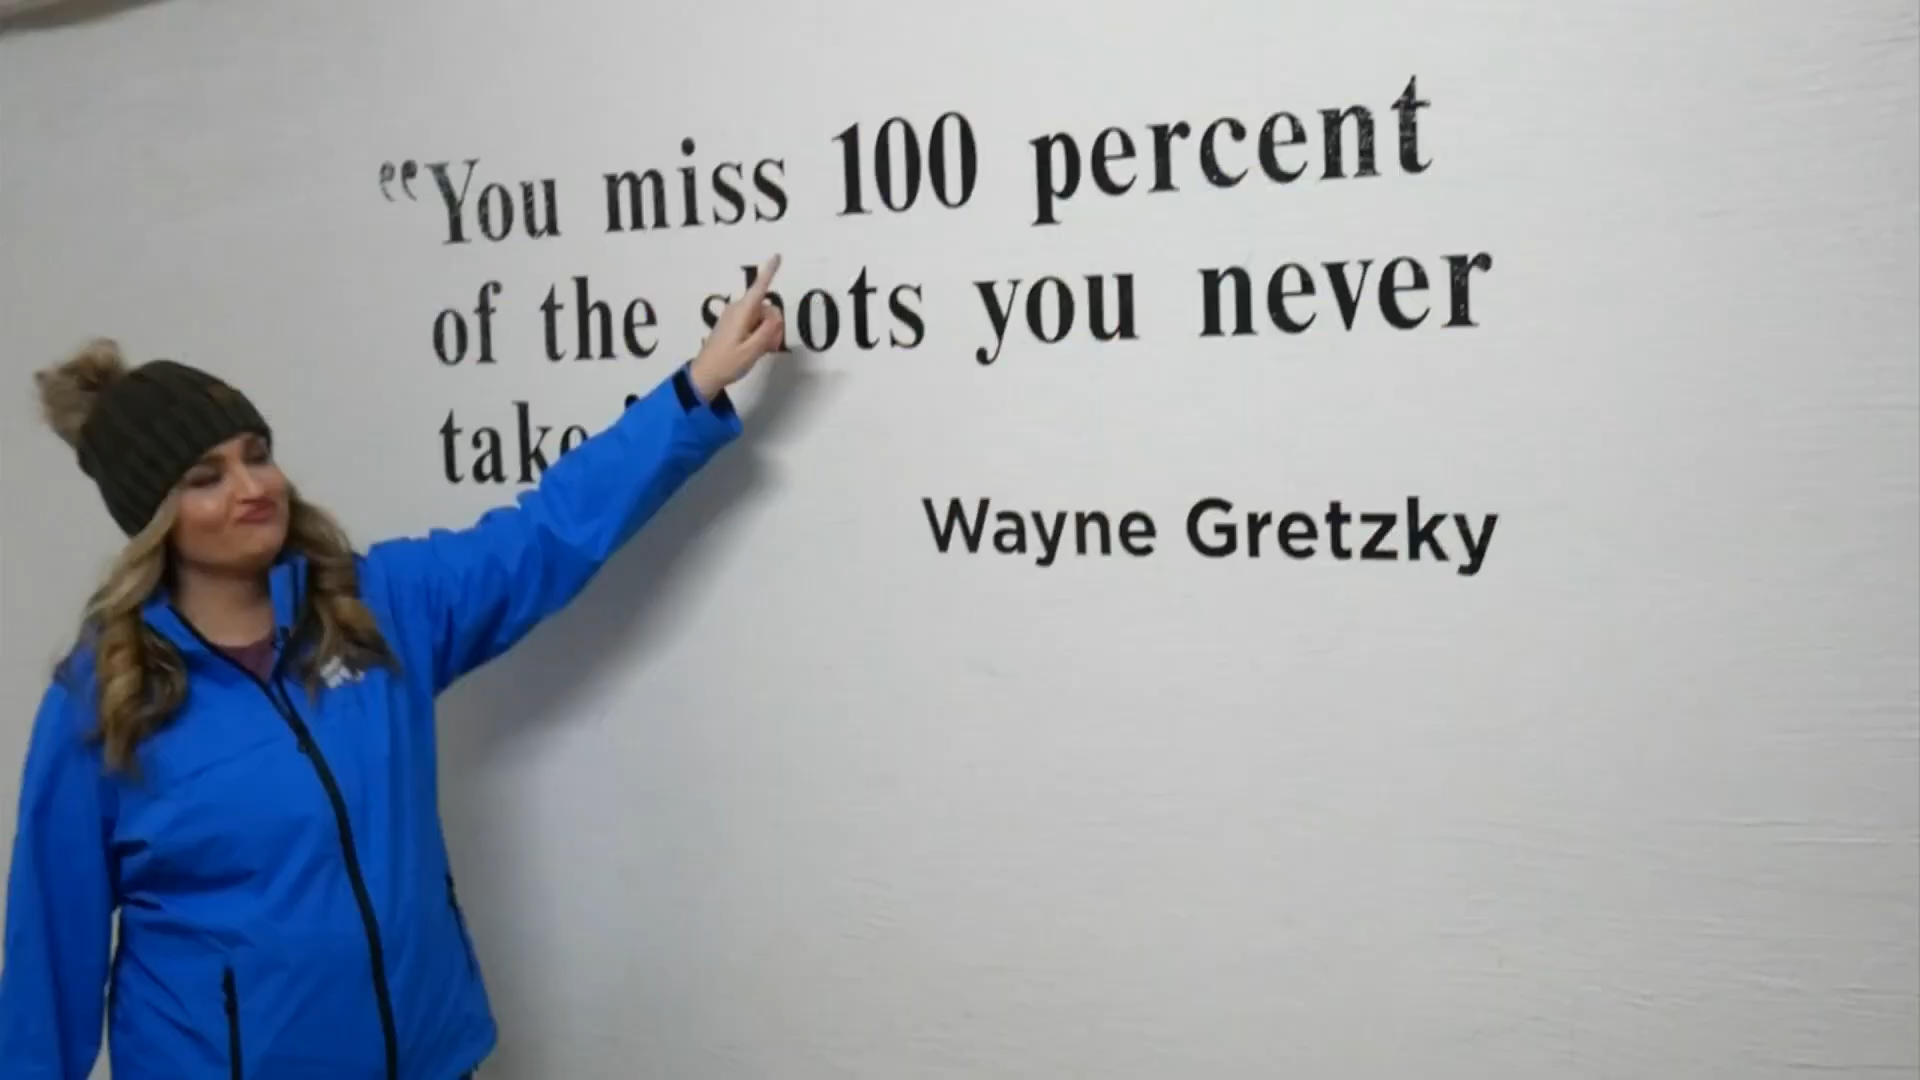 “You miss 100 percent
of the shots you never
take
Wayne Gretzky